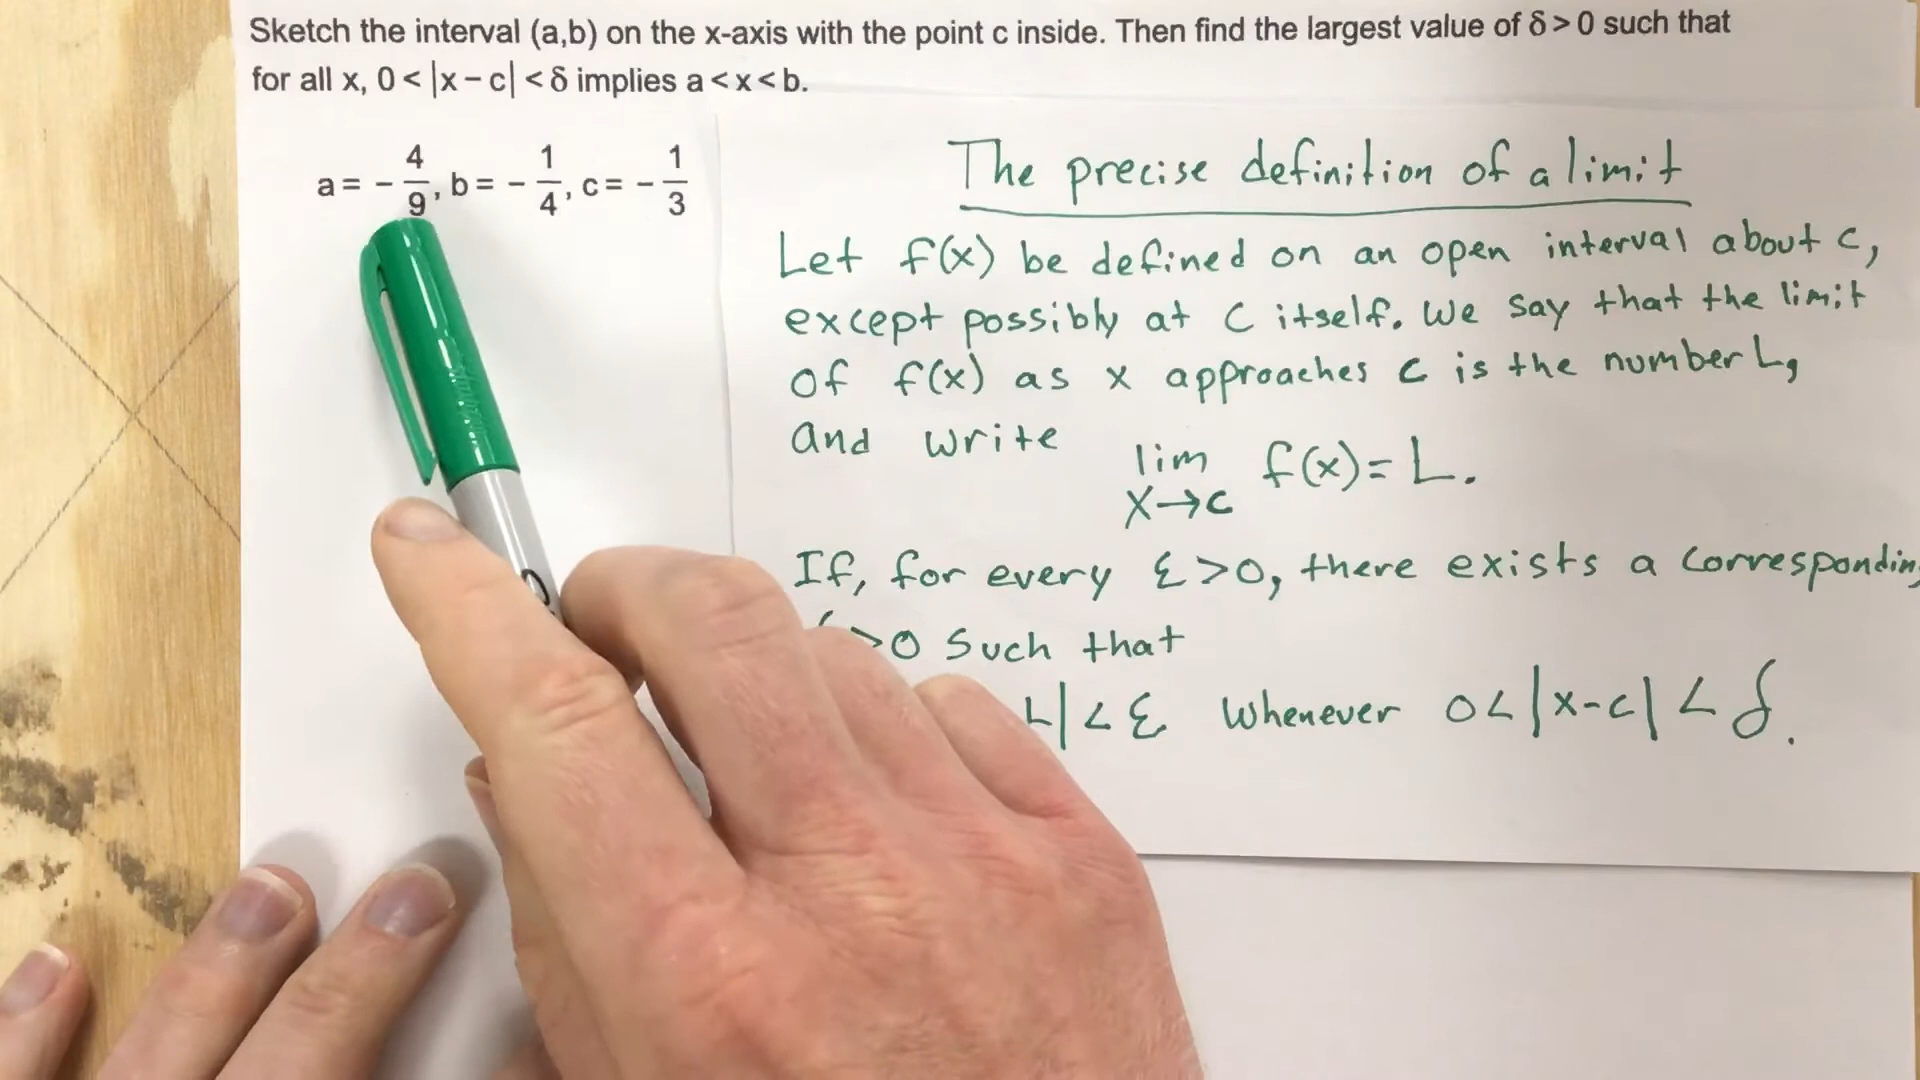 Sketch the interval (a,b) on the x-axis with the point c inside. Then find the largest value of δ > 0 such that
for all x, 0 < |x − c| < δ implies a < x < b.
a = − 4/9, b = − 1/4, c = − 1/3
The precise definition of a limit
Let f(x) be defined on an open interval about c,
except possibly at c itself. We say that the limit
of f(x) as x approaches c is the number L,
and write
lim f(x) = L.
x→c
If, for every ε>0, there exists a corresponding
>0 such that
L| < ε whenever 0<|x-c| < δ.